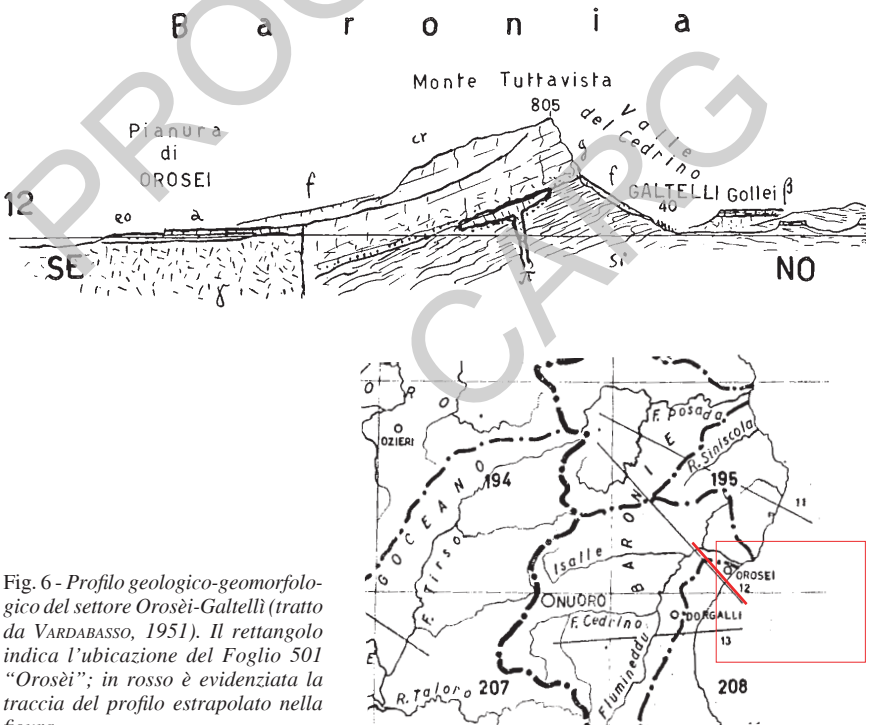 B a r o n i a
Monte Tuttavista
805
Valle
del Cedrino
Pianura
di
OROSEI
cr
g
f
f
GALTELLI
40
Gollei
β
12
eo
a
SE
γ
π
Si
NO
PROG
CARG
O R O
OZIERI
GOCEANO
194
F. Tirso
F. Posada
R. Siniscola
195
11
BARONIE
Isalle
NUORO
F. Cedrino
OROSEI
12
DORGALLI
13
Flumineddu
R. Taloro
207
208
E
Fig. 6 - Profilo geologico-geomorfolo-
gico del settore Orosèi-Galtellì (tratto
da VARDABASSO, 1951). Il rettangolo
indica l'ubicazione del Foglio 501
“Orosèi”; in rosso è evidenziata la
traccia del profilo estrapolato nella